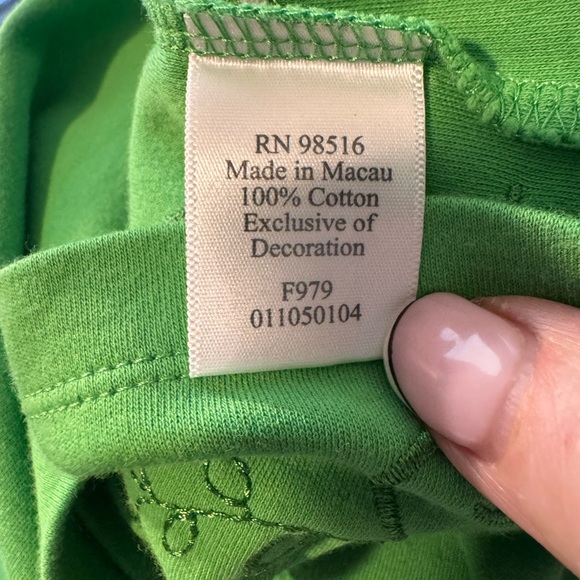 RN 98516
Made in Macau
100% Cotton
Exclusive of
Decoration
F979
011050104